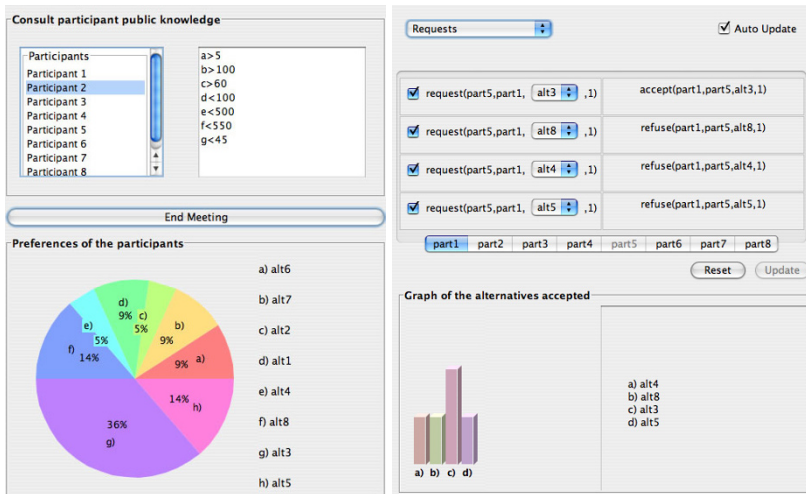 Consult participant public knowledge
Participants
Participant 1
Participant 2
Participant 3
Participant 4
Participant 5
Participant 6
Participant 7
Participant 8
a>5
b>100
c>60
d<100
e<500
f<550
g<45
End Meeting
Preferences of the participants
d)
9%
c)
5%
b)
9%
e)
5%
9% a)
f)
14%
14% h)
36%
g)
a) alt6
b) alt7
c) alt2
d) alt1
e) alt4
f) alt8
g) alt3
h) alt5
Requests
Auto Update
request(part5,part1, alt3 ,1)
accept(part1,part5,alt3,1)
request(part5,part1, alt8 ,1)
refuse(part1,part5,alt8,1)
request(part5,part1, alt4 ,1)
refuse(part1,part5,alt4,1)
request(part5,part1, alt5 ,1)
refuse(part1,part5,alt5,1)
part1 part2 part3 part4 part5 part6 part7 part8
Reset Update
Graph of the alternatives accepted
a) b) c) d)
a) alt4
b) alt8
c) alt3
d) alt5